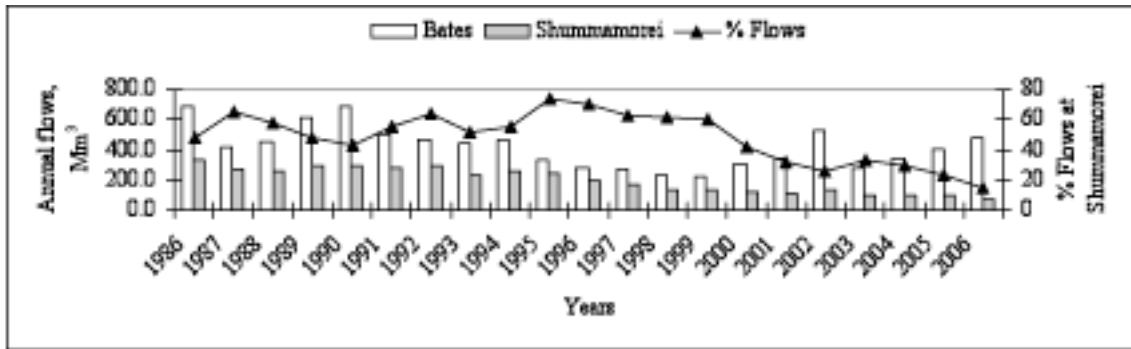 Bates Shummamorei % Flows
Annual flows,
Mm³
800.0
600.0
400.0
200.0
0.0
80
60
40
20
0
% Flows at
Shummamorei
1986 1987 1988 1989 1990 1991 1992 1993 1994 1995 1996 1997 1998 1999 2000 2001 2002 2003 2004 2005 2006
Years